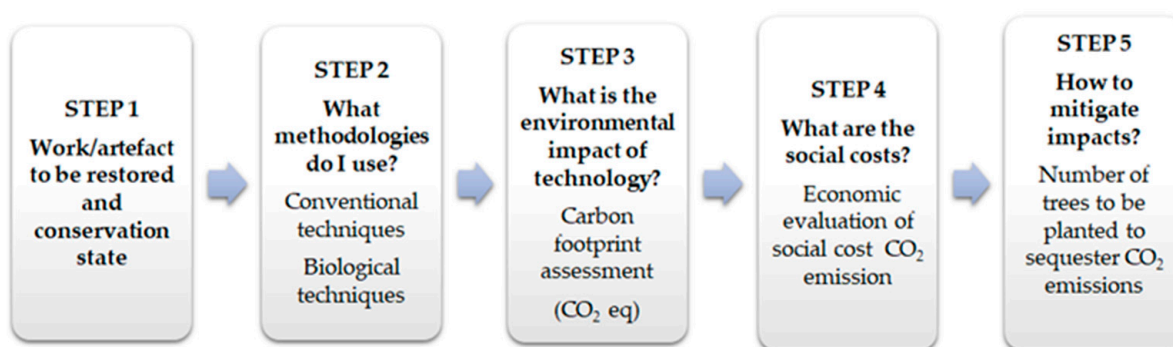 STEP 1
Work/artefact
to be restored
and
conservation
state
STEP 2
What
methodologies
do I use?
Conventional
techniques
Biological
techniques
STEP 3
What is the
environmental
impact of
technology?
Carbon
footprint
assessment
(CO₂ eq)
STEP 4
What are the
social costs?
Economic
evaluation of
social cost CO₂
emission
STEP 5
How to
mitigate
impacts?
Number of
trees to be
planted to
sequester CO₂
emissions